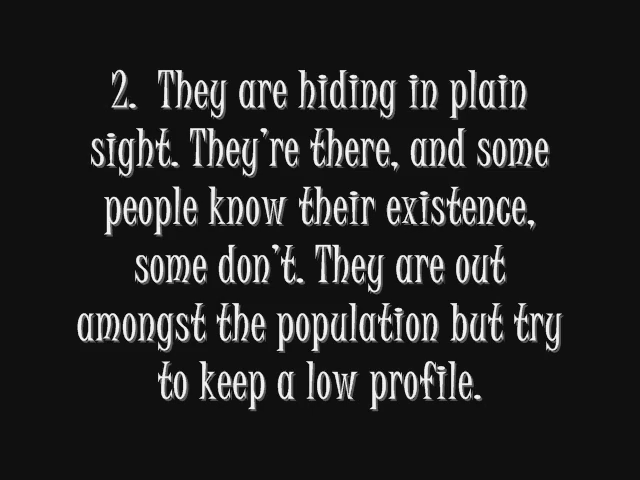 2.  They are hiding in plain
sight. They're there, and some
people know their existence,
some don't. They are out
amongst the population but try
to keep a low profile.